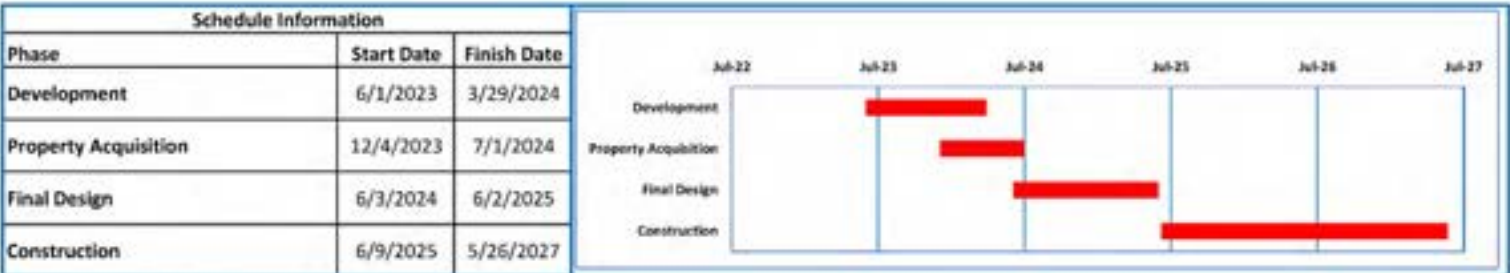 Schedule Information
Phase Start Date Finish Date
Development 6/1/2023 3/29/2024
Property Acquisition 12/4/2023 7/1/2024
Final Design 6/3/2024 6/2/2025
Construction 6/9/2025 5/26/2027
Jul-22 Jul-23 Jul-24 Jul-25 Jul-26 Jul-27
Development
Property Acquisition
Final Design
Construction